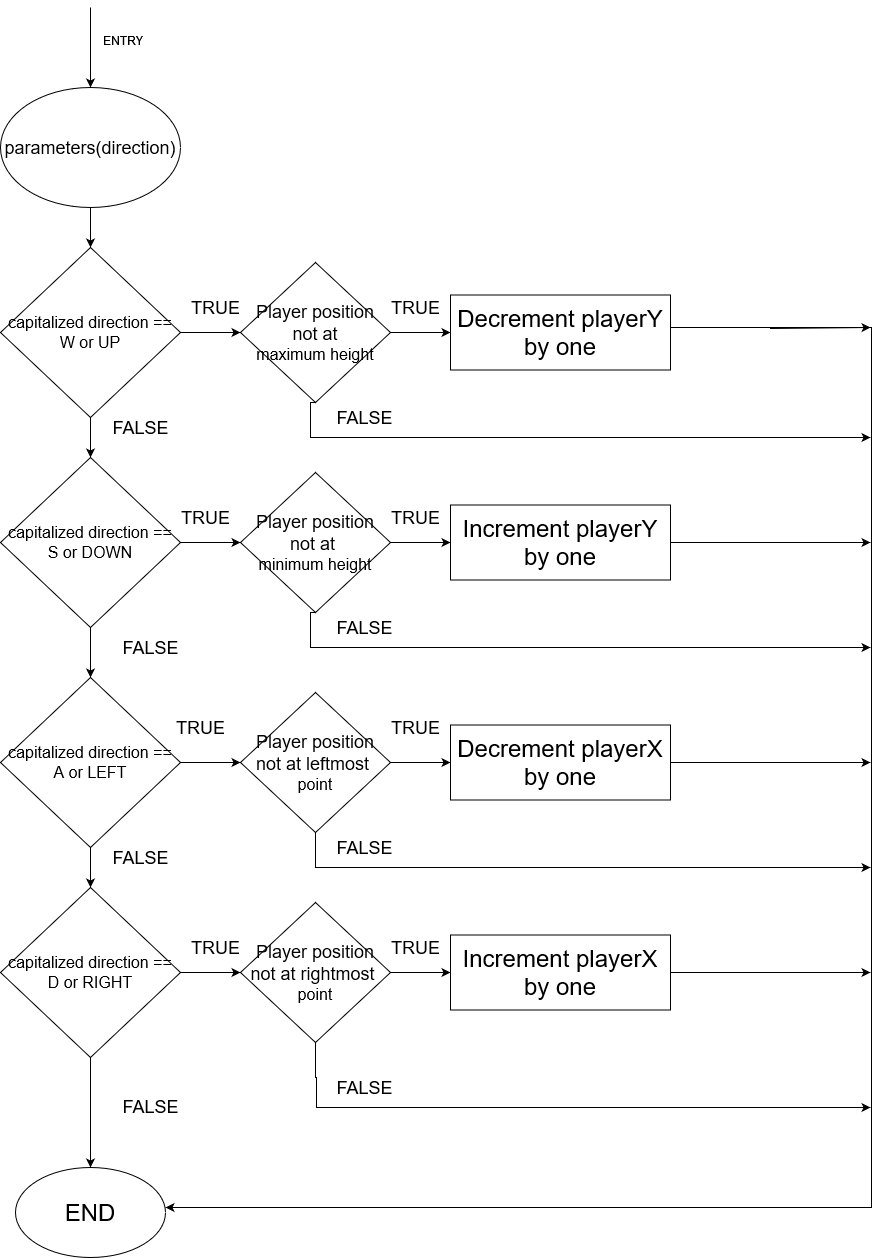 ENTRY
parameters(direction)
capitalized direction ==
W or UP
TRUE
Player position
not at
maximum height
TRUE
Decrement playerY
by one
FALSE
FALSE
capitalized direction ==
S or DOWN
TRUE
Player position
not at
minimum height
TRUE
Increment playerY
by one
FALSE
FALSE
capitalized direction ==
A or LEFT
TRUE
Player position
not at leftmost
point
TRUE
Decrement playerX
by one
FALSE
FALSE
capitalized direction ==
D or RIGHT
TRUE
Player position
not at rightmost
point
TRUE
Increment playerX
by one
FALSE
FALSE
END